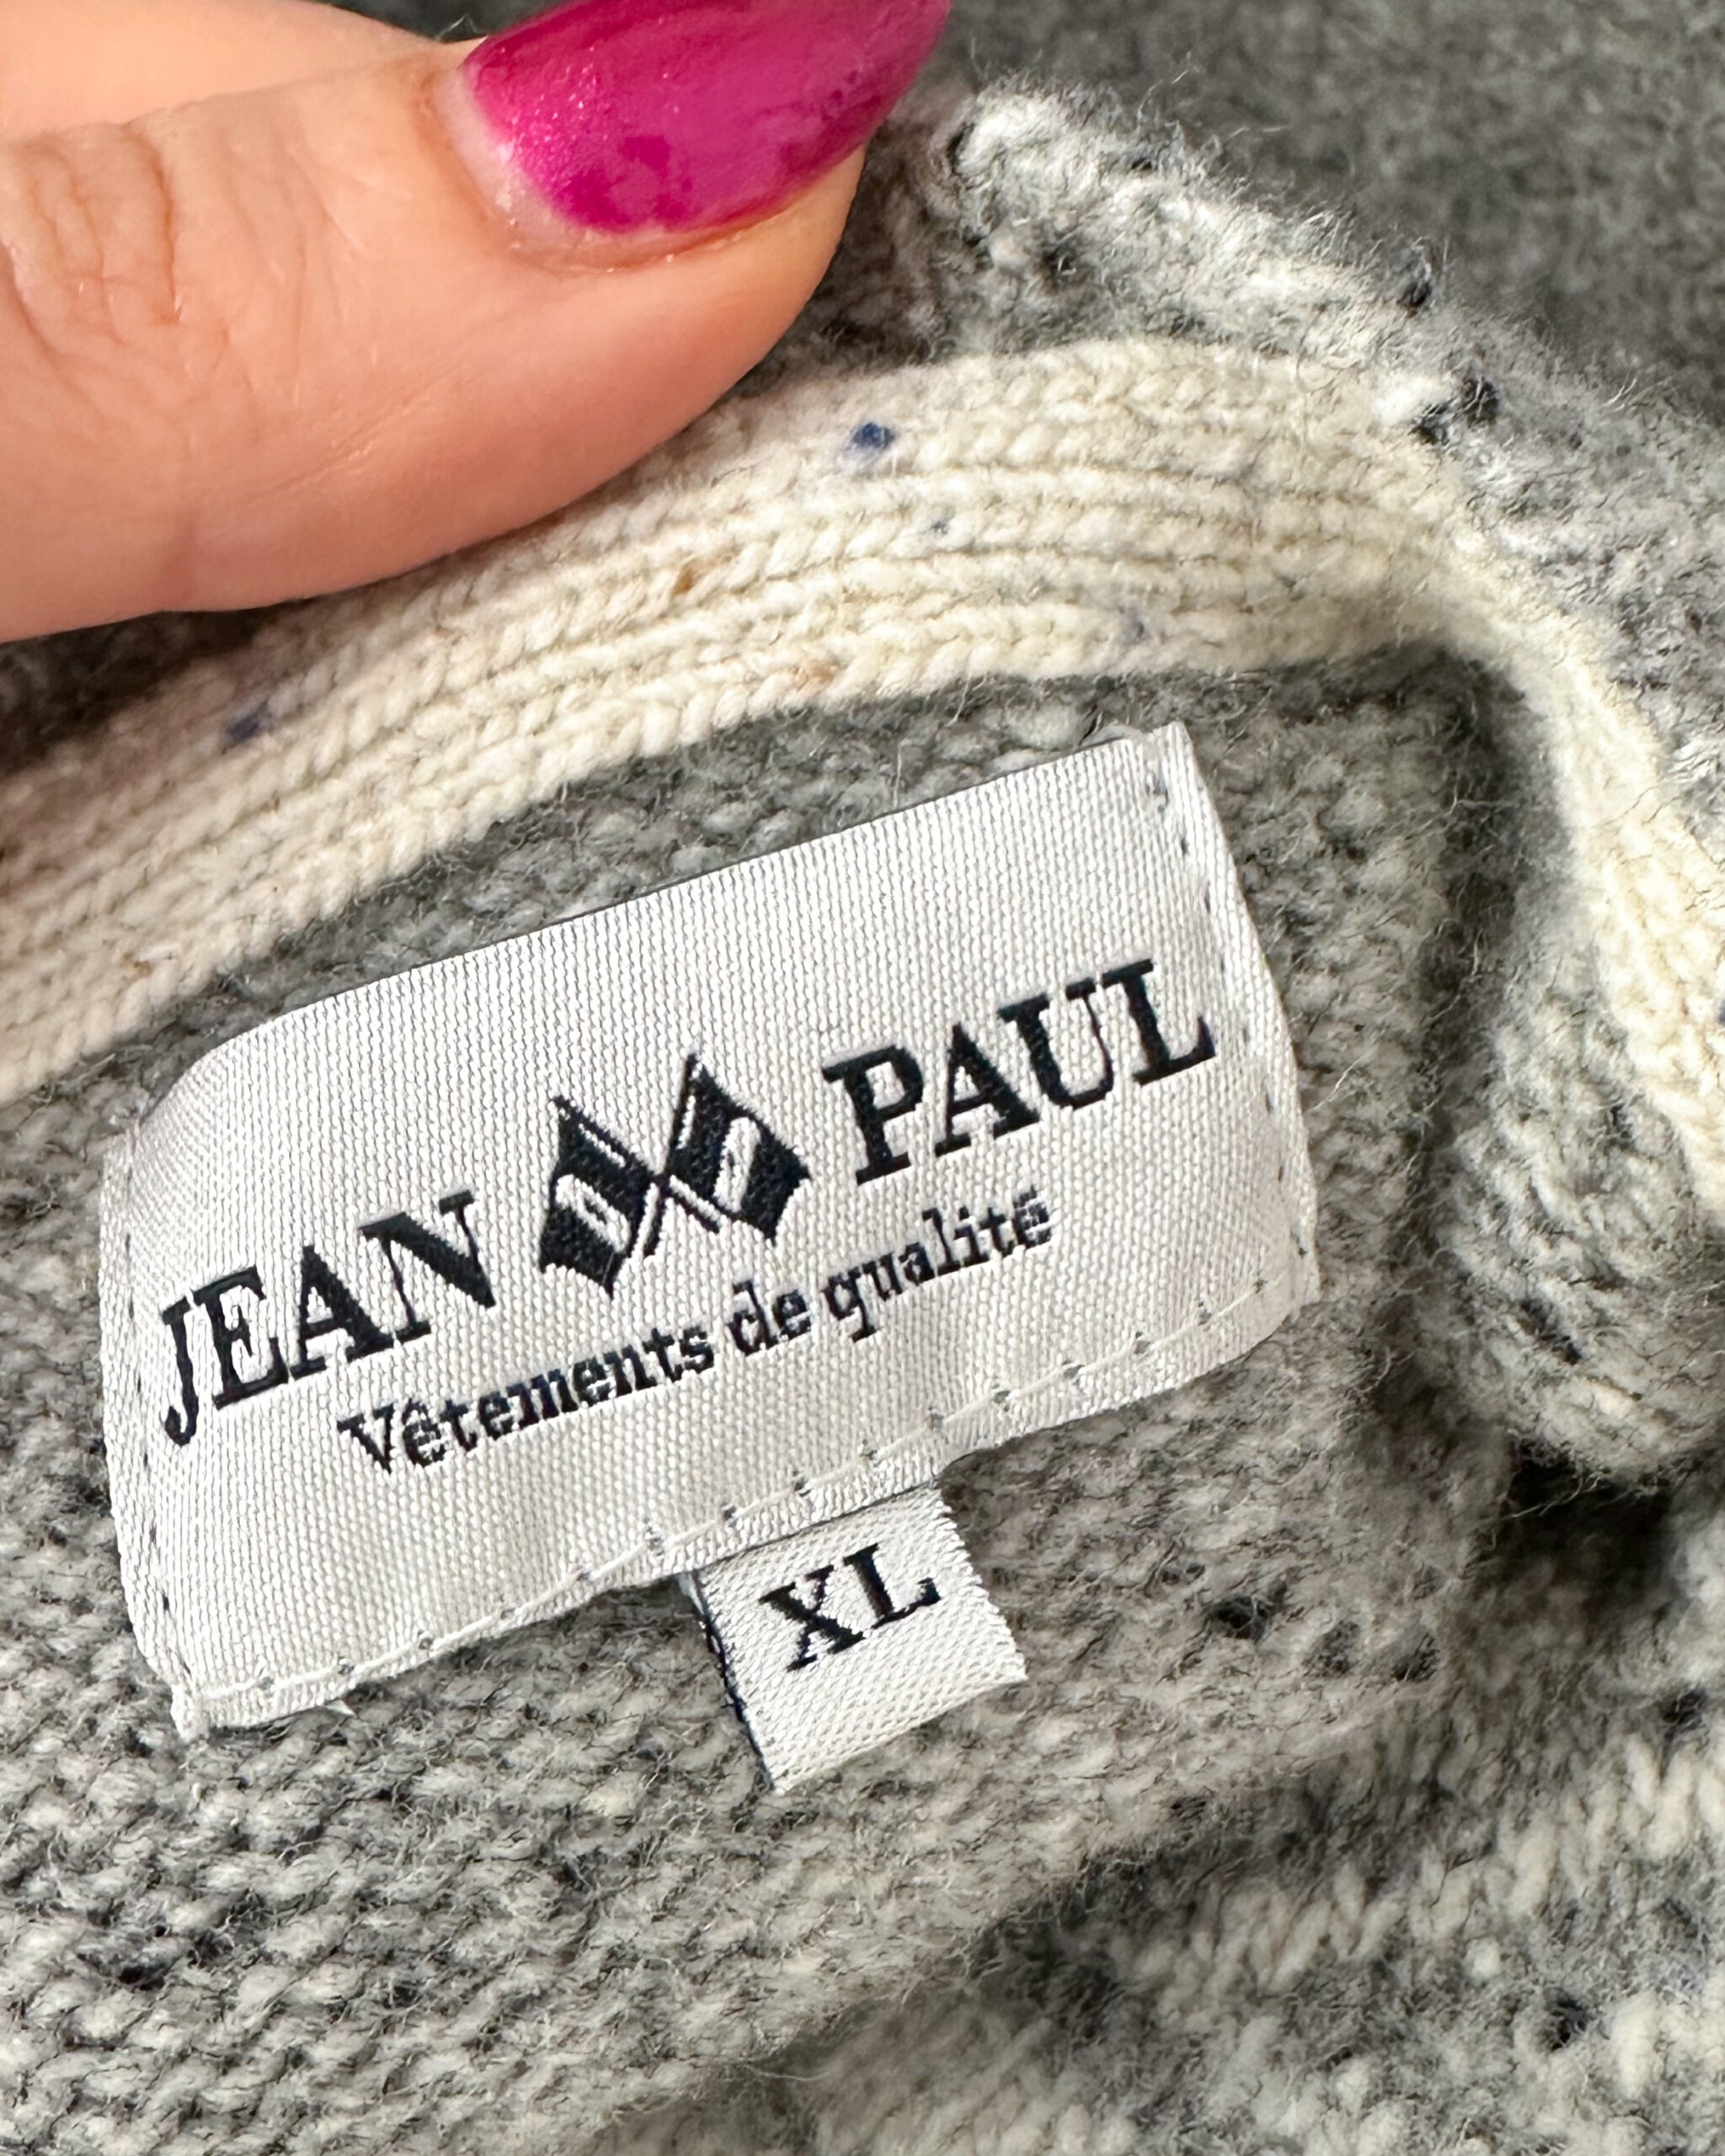 JEAN PAUL
Vêtements de qualité
XL